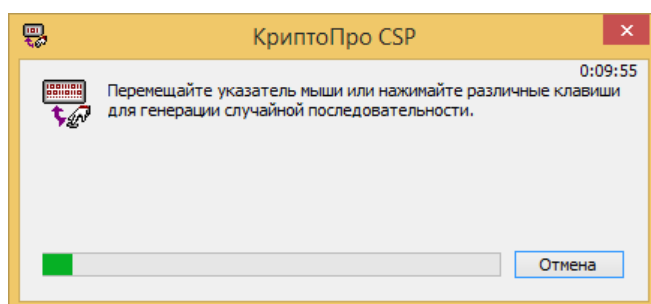 КриптоПро CSP
0:09:55
Перемещайте указатель мыши или нажимайте различные клавиши
для генерации случайной последовательности.
Отмена